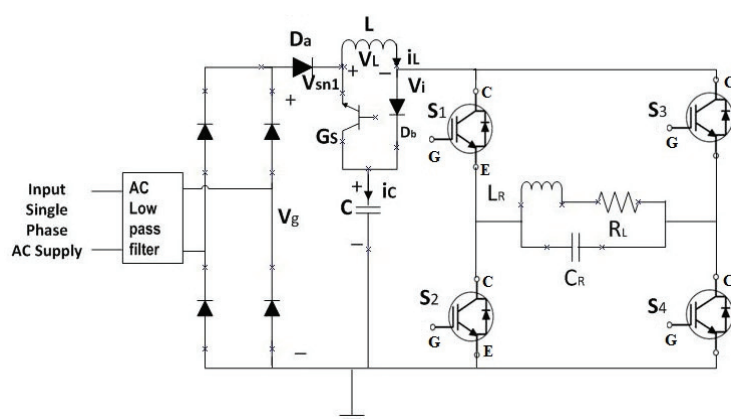 Da
L
VL
iL
Vsn1
+
−
Vi
Db
Gs
+
iC
C
−
S1
C
G
E
S3
C
G
Input
Single
Phase
AC Supply
AC
Low
pass
filter
+
Vg
−
LR
RL
CR
S2
C
G
E
S4
C
G